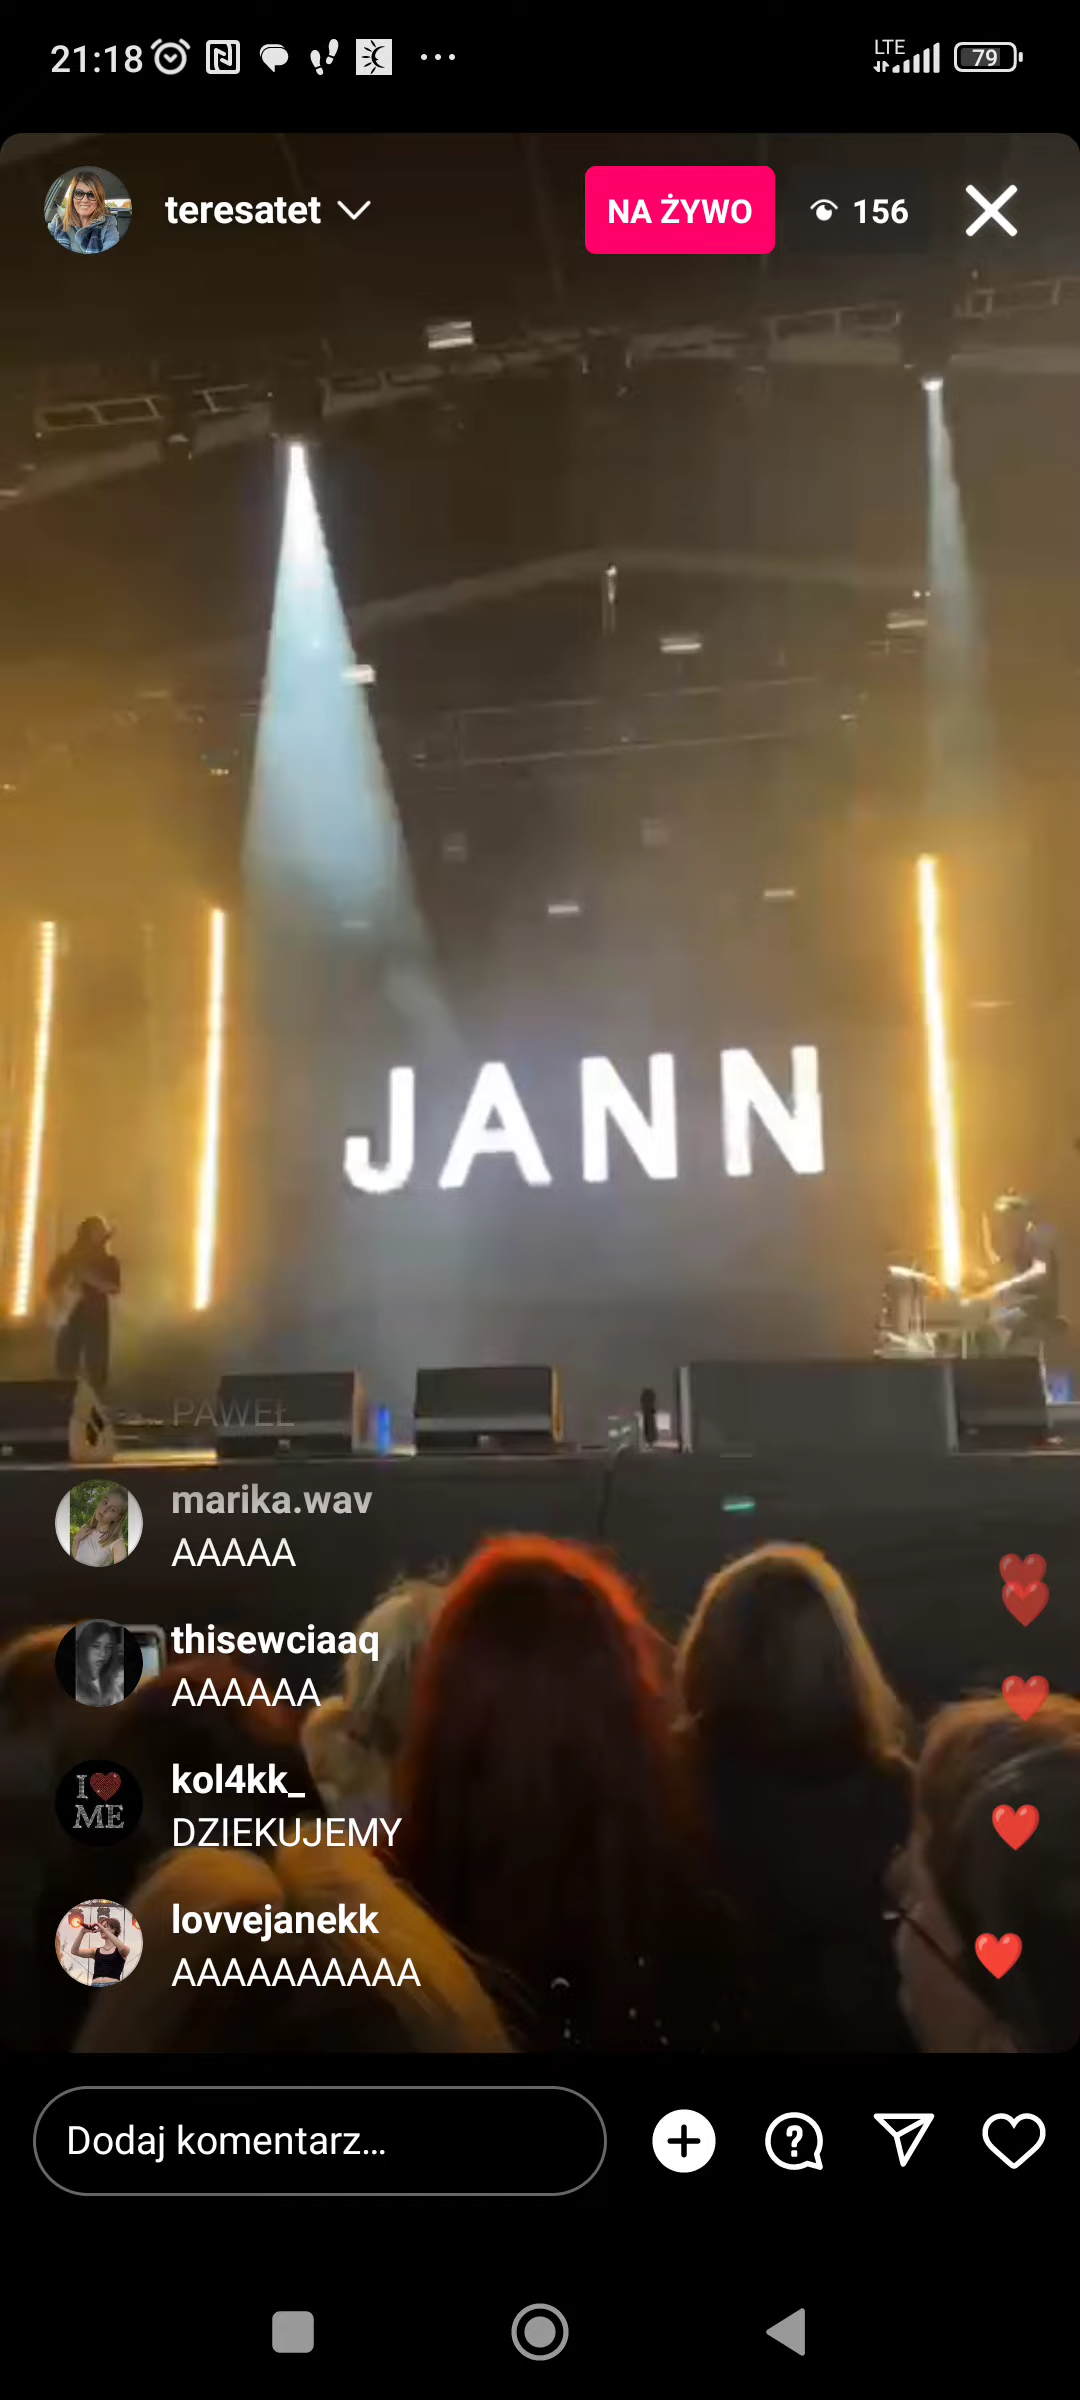 21:18
LTE
79
teresatet
NA ŻYWO
156
JANN
PAWEŁ
marika.wav
AAAAA
thisewciaaq
AAAAAA
I ME
kol4kk_
DZIEKUJEMY
lovvejanekk
AAAAAAAAAA
Dodaj komentarz...